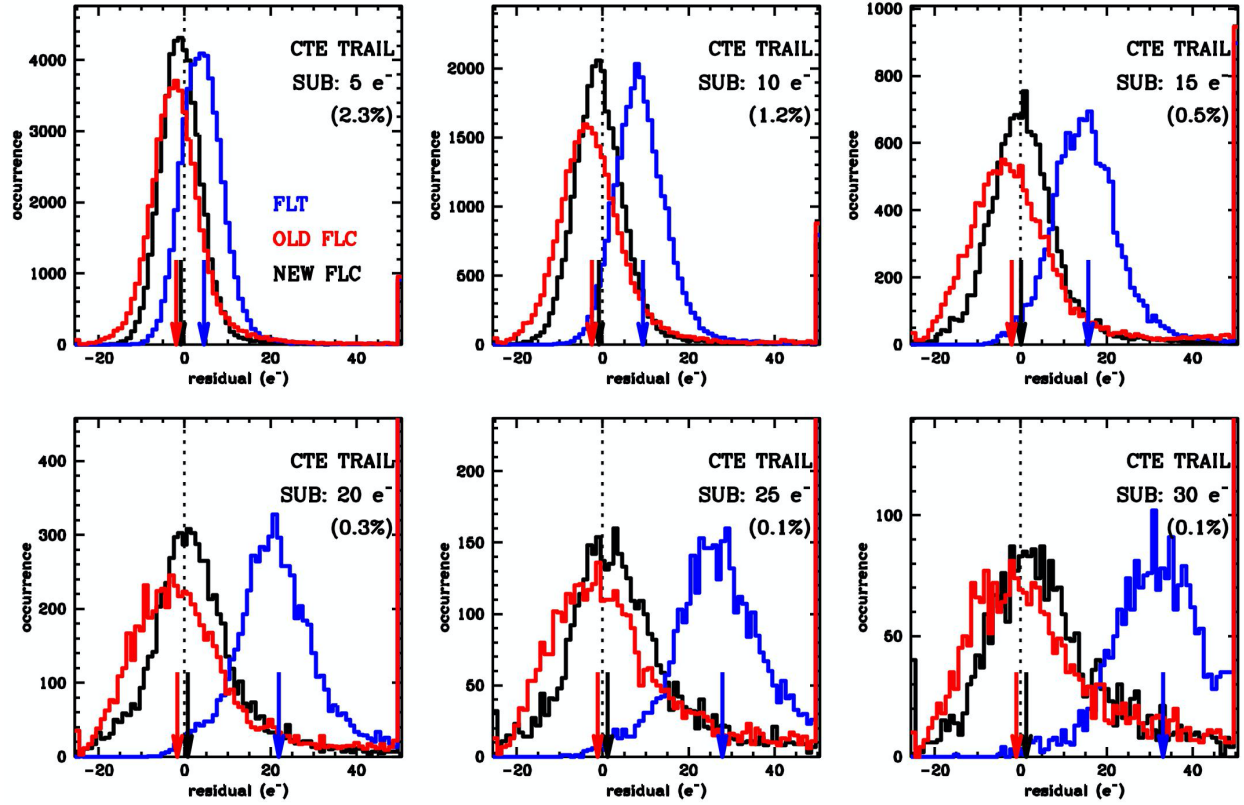 4000
3000
2000
1000
0
occurrence
CTE TRAIL
SUB: 5 e⁻
(2.3%)
FLT
OLD FLC
NEW FLC
-20 0 20 40
residual (e⁻)
2000
1500
1000
600
0
occurrence
CTE TRAIL
SUB: 10 e⁻
(1.2%)
-20 0 20 40
residual (e⁻)
1000
800
600
400
200
0
occurrence
CTE TRAIL
SUB: 15 e⁻
(0.5%)
-20 0 20 40
residual (e⁻)
400
300
200
100
0
occurrence
CTE TRAIL
SUB: 20 e⁻
(0.3%)
-20 0 20 40
residual (e⁻)
200
150
100
50
0
occurrence
CTE TRAIL
SUB: 25 e⁻
(0.1%)
-20 0 20 40
residual (e⁻)
100
50
0
occurrence
CTE TRAIL
SUB: 30 e⁻
(0.1%)
-20 0 20 40
residual (e⁻)